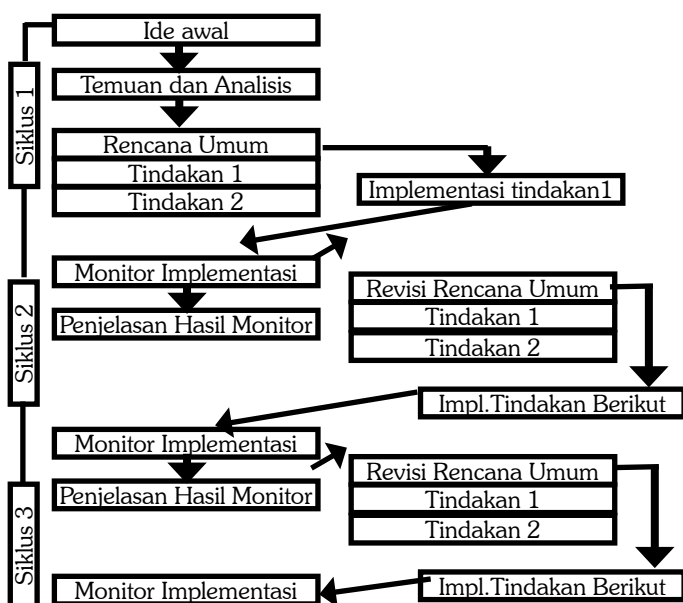 Ide awal
Siklus 1
Temuan dan Analisis
Rencana Umum
Tindakan 1
Tindakan 2
Implementasi tindakan1
Siklus 2
Monitor Implementasi
Penjelasan Hasil Monitor
Revisi Rencana Umum
Tindakan 1
Tindakan 2
Impl.Tindakan Berikut
Siklus 3
Monitor Implementasi
Penjelasan Hasil Monitor
Revisi Rencana Umum
Tindakan 1
Tindakan 2
Impl.Tindakan Berikut
Monitor Implementasi